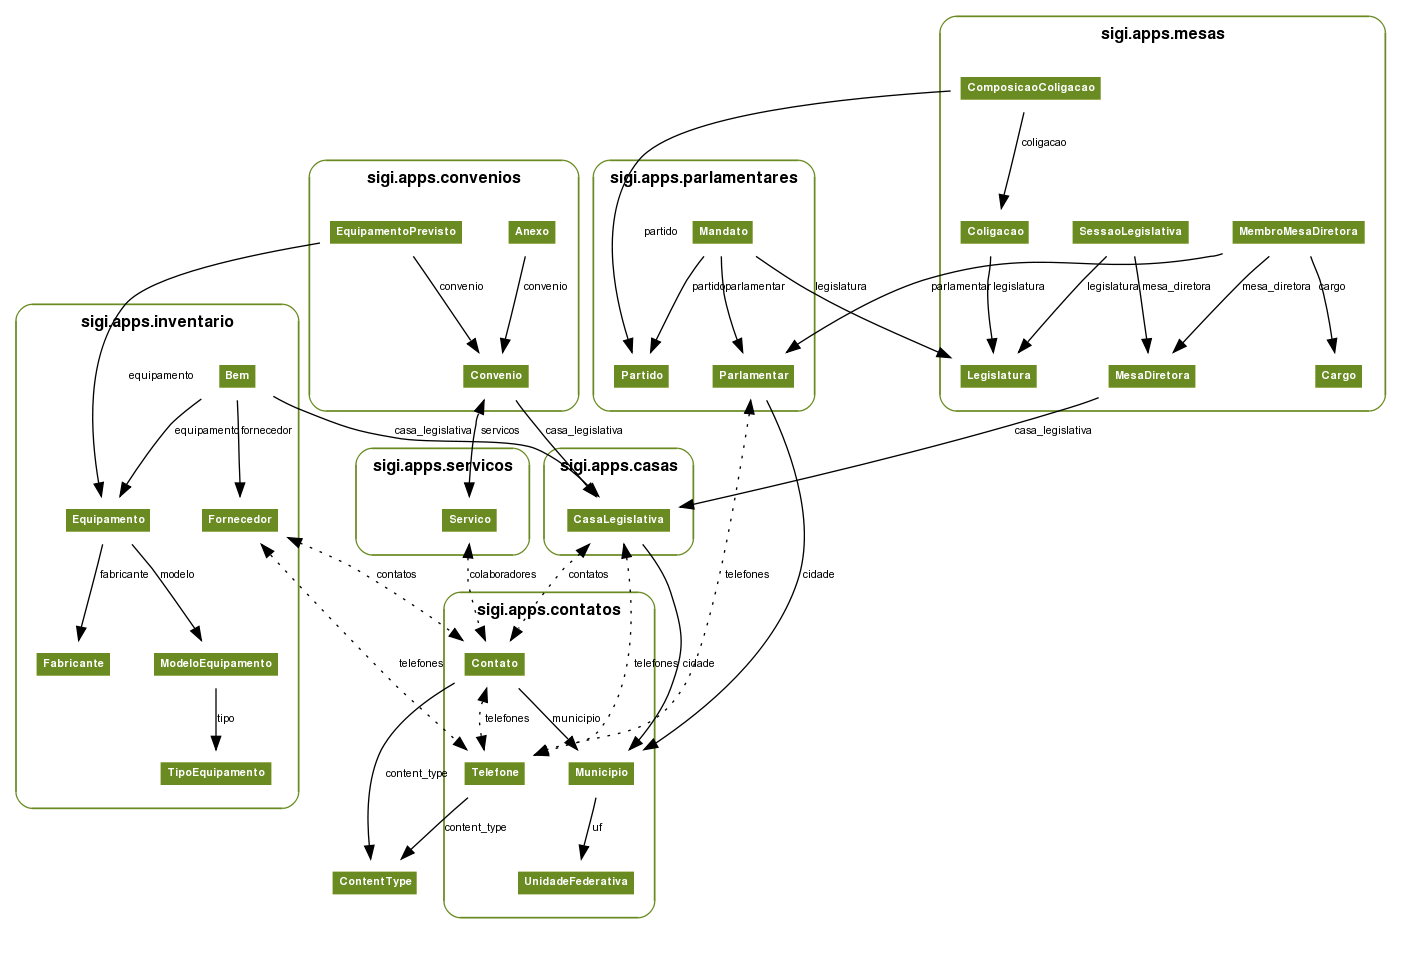 sigi.apps.mesas
ComposicaoColigacao
coligacao
sigi.apps.convenios
sigi.apps.parlamentares
EquipamentoPrevisto
Anexo
partido
Mandato
Coligacao
SessaoLegislativa
MembroMesaDiretora
convenio
convenio
partido
parlamentar
legislatura
parlamentar
legislatura
legislatura
mesa_diretora
mesa_diretora
cargo
sigi.apps.inventario
equipamento
Bem
Convenio
Partido
Parlamentar
Legislatura
MesaDiretora
Cargo
equipamento
fornecedor
casa_legislativa
servicos
casa_legislativa
casa_legislativa
sigi.apps.servicos
sigi.apps.casas
Equipamento
Fornecedor
Servico
CasaLegislativa
fabricante
modelo
contatos
colaboradores
contatos
telefones
cidade
sigi.apps.contatos
Fabricante
ModeloEquipamento
telefones
Contato
telefones
cidade
tipo
telefones
municipio
TipoEquipamento
content_type
Telefone
Municipio
content_type
uf
ContentType
UnidadeFederativa